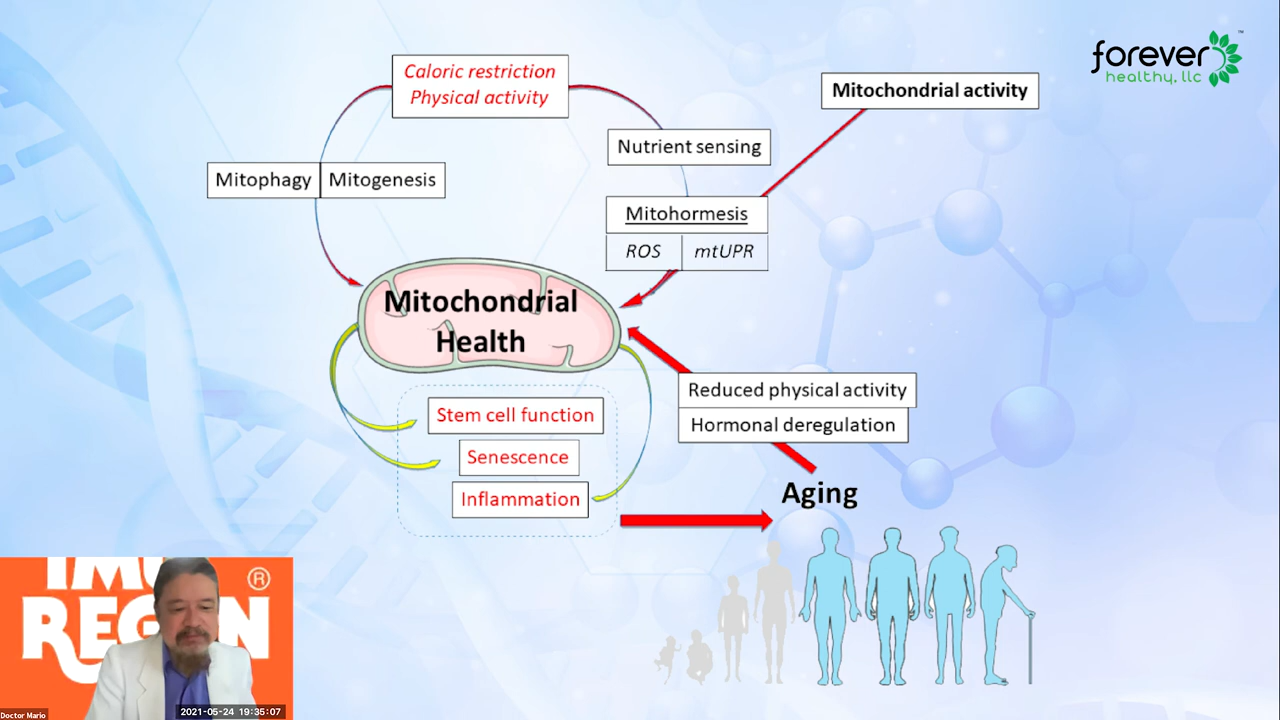 forever
healthy, llc
™
Caloric restriction
Physical activity
Mitochondrial activity
Nutrient sensing
Mitophagy
Mitogenesis
Mitohormesis
ROS
mtUPR
Mitochondrial
Health
Reduced physical activity
Hormonal deregulation
Stem cell function
Senescence
Inflammation
Aging
®
Doctor Mario
2021-05-24 19:35:07